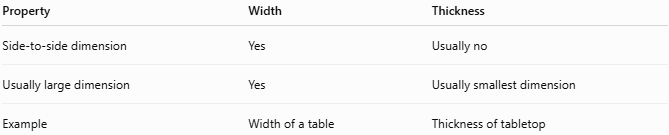 Property Width Thickness
Side-to-side dimension Yes Usually no
Usually large dimension Yes Usually smallest dimension
Example Width of a table Thickness of tabletop